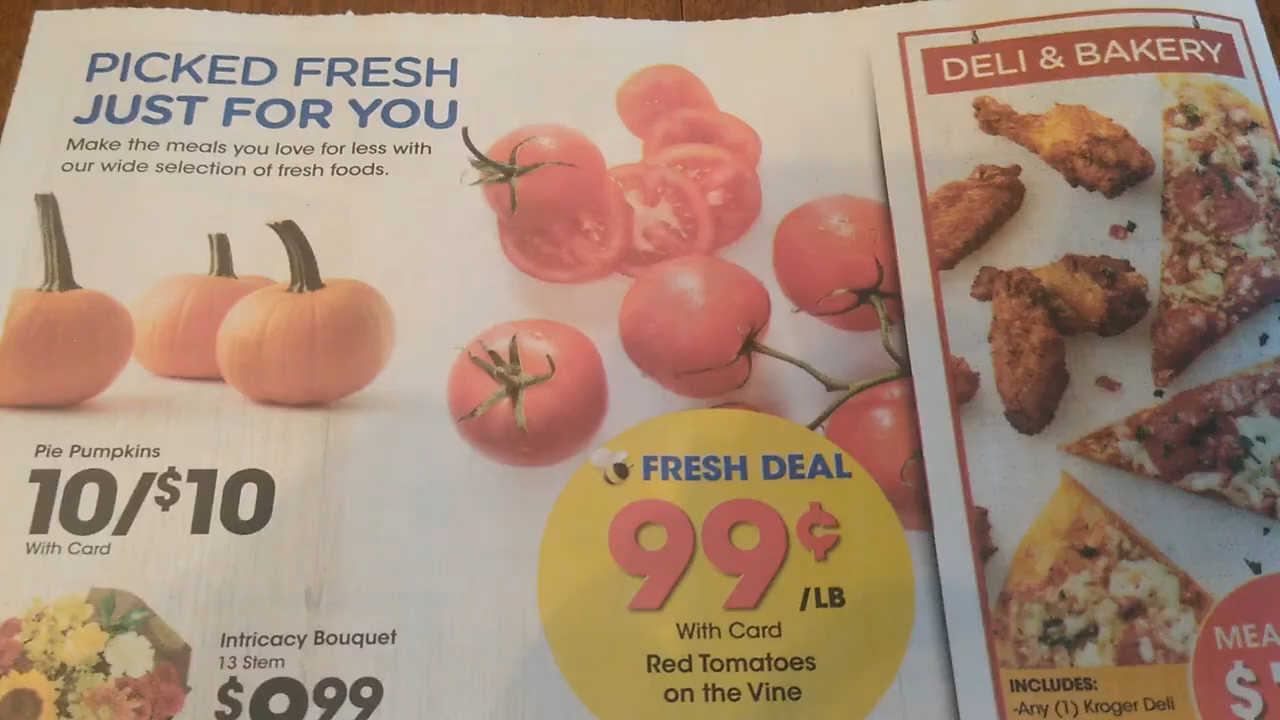 PICKED FRESH
JUST FOR YOU
Make the meals you love for less with
our wide selection of fresh foods.
Pie Pumpkins
10/$10
With Card
Intricacy Bouquet
13 Stem
$9.99
FRESH DEAL
99¢
/LB
With Card
Red Tomatoes
on the Vine
DELI & BAKERY
INCLUDES:
-Any (1) Kroger Deli